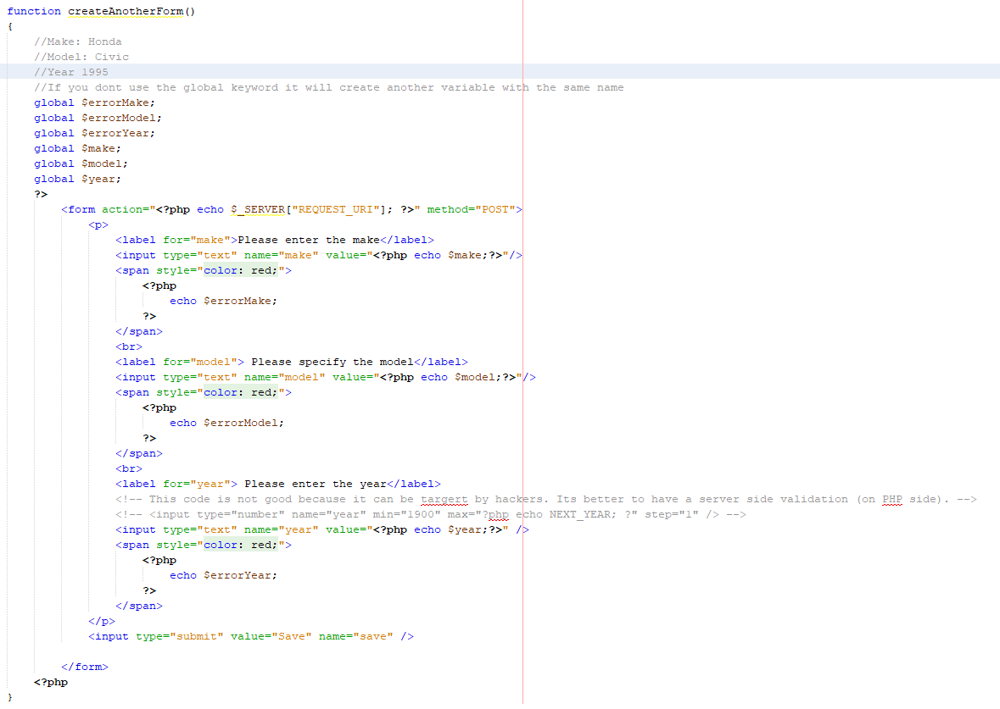 function createAnotherForm()
{
//Make: Honda
//Model: Civic
//Year 1995
//If you dont use the global keyword it will create another variable with the same name
global $errorMake;
global $errorModel;
global $errorYear;
global $make;
global $model;
global $year;
?>
<form action="<?php echo $_SERVER["REQUEST_URI"]; ?>" method="POST">
<p>
<label for="make">Please enter the make</label>
<input type="text" name="make" value="<?php echo $make;?>"/>
<span style="color: red;">
<?php
echo $errorMake;
?>
</span>
<br>
<label for="model"> Please specify the model</label>
<input type="text" name="model" value="<?php echo $model;?>"/>
<span style="color: red;">
<?php
echo $errorModel;
?>
</span>
<br>
<label for="year"> Please enter the year</label>
<!-- This code is not good because it can be targert by hackers. Its better to have a server side validation (on PHP side). -->
<!-- <input type="number" name="year" min="1900" max="?php echo NEXT_YEAR; ?" step="1" /> -->
<input type="text" name="year" value="<?php echo $year;?>" />
<span style="color: red;">
<?php
echo $errorYear;
?>
</span>
</p>
<input type="submit" value="Save" name="save" />
</form>
<?php
}